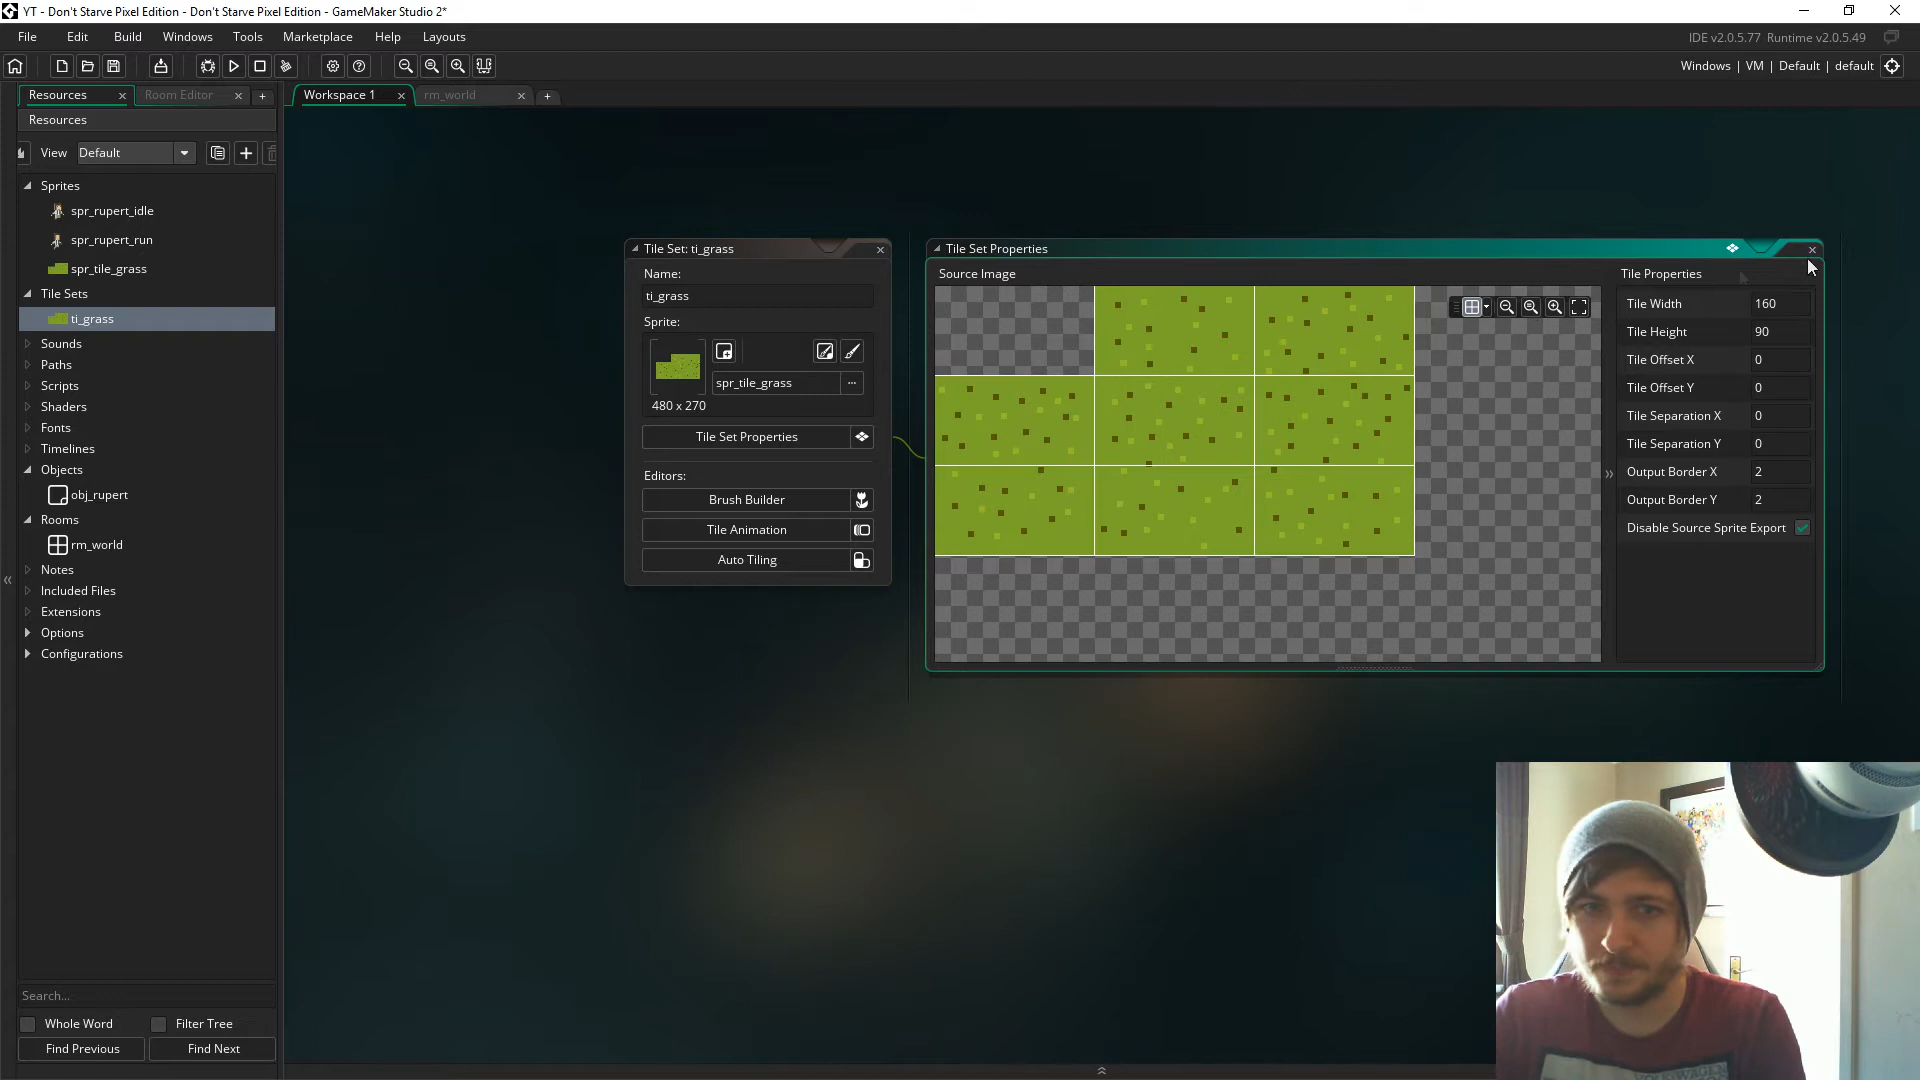 YT - Don't Starve Pixel Edition - Don't Starve Pixel Edition - GameMaker Studio 2*
File Edit Build Windows Tools Marketplace Help Layouts
IDE v2.0.5.77 Runtime v2.0.5.49
Windows | VM | Default | default
Resources Room Editor Workspace 1 rm_world
Resources
View Default
Sprites
spr_rupert_idle
spr_rupert_run
spr_tile_grass
Tile Sets
ti_grass
Sounds
Paths
Scripts
Shaders
Fonts
Timelines
Objects
obj_rupert
Rooms
rm_world
Notes
Included Files
Extensions
Options
Configurations
Search...
Whole Word Filter Tree
Find Previous Find Next
Tile Set: ti_grass
Name:
ti_grass
Sprite:
spr_tile_grass
480 x 270
Tile Set Properties
Editors:
Brush Builder
Tile Animation
Auto Tiling
Tile Set Properties
Source Image
Tile Properties
Tile Width 160
Tile Height 90
Tile Offset X 0
Tile Offset Y 0
Tile Separation X 0
Tile Separation Y 0
Output Border X 2
Output Border Y 2
Disable Source Sprite Export